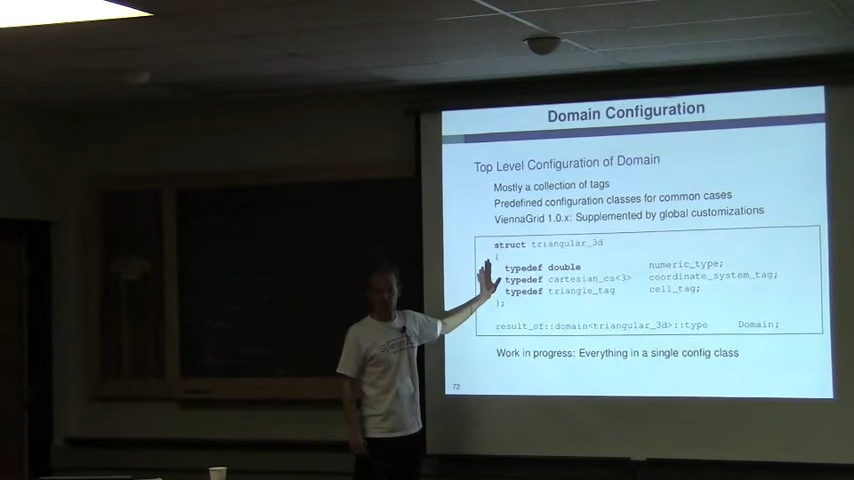 Domain Configuration
Top Level Configuration of Domain
Mostly a collection of tags
Predefined configuration classes for common cases
ViennaGrid 1.0.x: Supplemented by global customizations
struct triangular_3d
{
typedef double numeric_type;
typedef cartesian_cs<3> coordinate_system_tag;
typedef triangle_tag cell_tag;
};
result_of::domain<triangular_3d>::type Domain;
Work in progress: Everything in a single config class
72